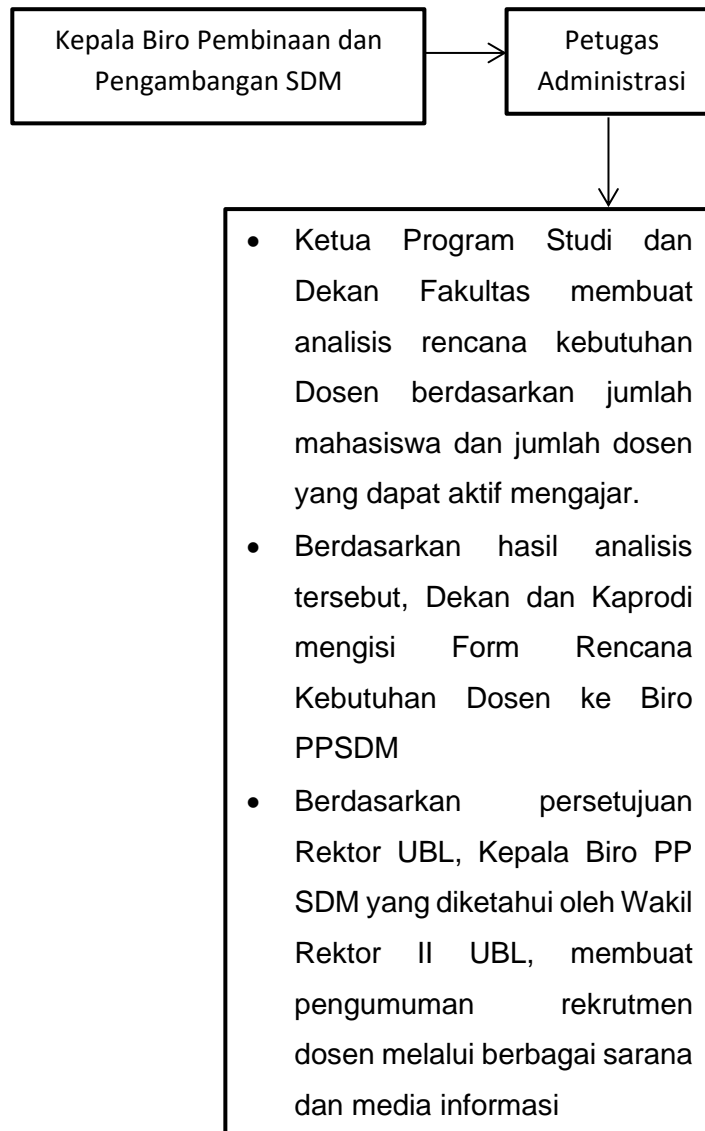 Kepala Biro Pembinaan dan
Pengambangan SDM
Petugas
Administrasi
• Ketua Program Studi dan
Dekan Fakultas membuat
analisis rencana kebutuhan
Dosen berdasarkan jumlah
mahasiswa dan jumlah dosen
yang dapat aktif mengajar.
• Berdasarkan hasil analisis
tersebut, Dekan dan Kaprodi
mengisi Form Rencana
Kebutuhan Dosen ke Biro
PPSDM
• Berdasarkan persetujuan
Rektor UBL, Kepala Biro PP
SDM yang diketahui oleh Wakil
Rektor II UBL, membuat
pengumuman rekrutmen
dosen melalui berbagai sarana
dan media informasi